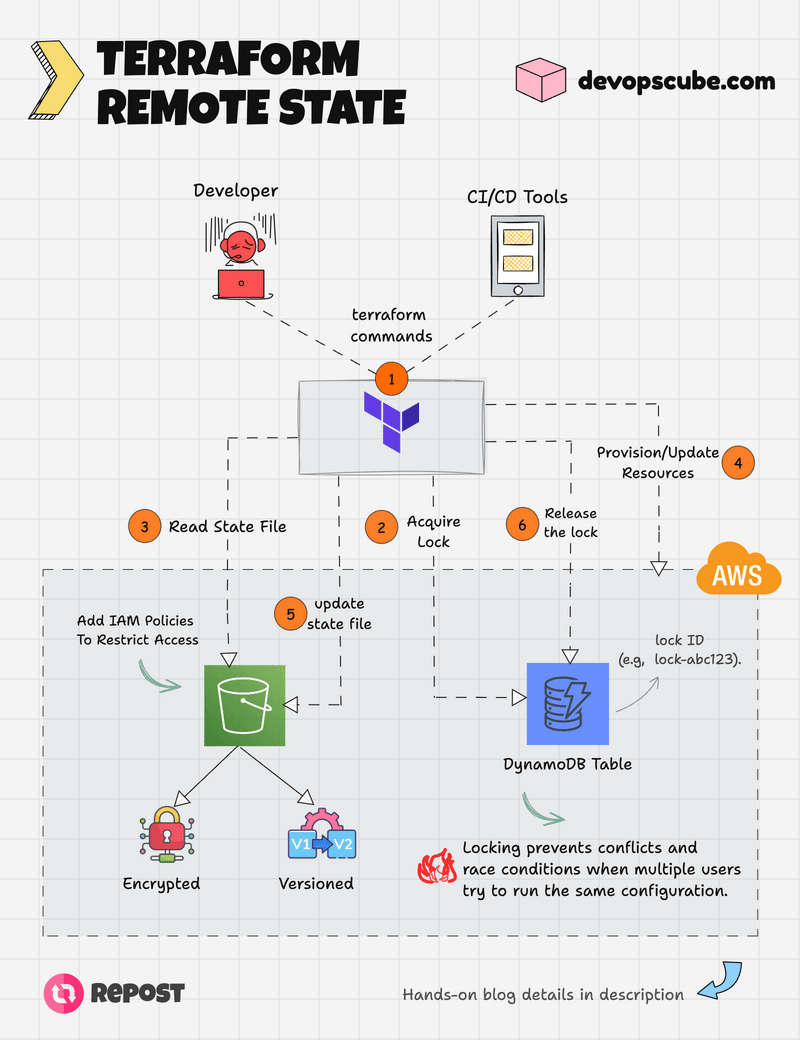 TERRAFORM
REMOTE STATE
devopscube.com
Developer
CI/CD Tools
terraform
commands
1
Provision/Update
Resources
4
3
Read State File
2
Acquire
Lock
6
Release
the lock
AWS
5
update
state file
Add IAM Policies
To Restrict Access
lock ID
(e.g, lock-abc123).
DynamoDB Table
V1
V2
Encrypted
Versioned
Locking prevents conflicts and
race conditions when multiple users
try to run the same configuration.
REPOST
Hands-on blog details in description